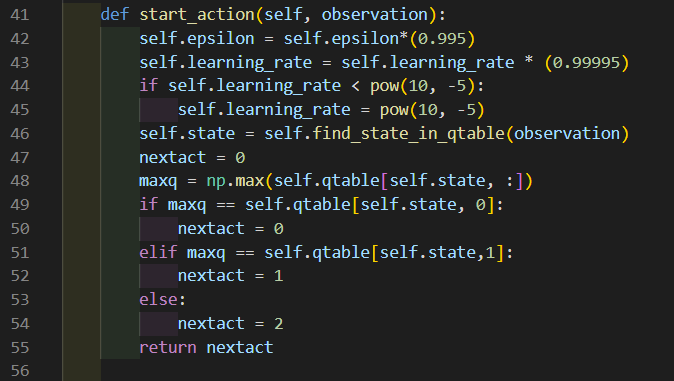 41 def start_action(self, observation):
42 self.epsilon = self.epsilon*(0.995)
43 self.learning_rate = self.learning_rate * (0.99995)
44 if self.learning_rate < pow(10, -5):
45 self.learning_rate = pow(10, -5)
46 self.state = self.find_state_in_qtable(observation)
47 nextact = 0
48 maxq = np.max(self.qtable[self.state, :])
49 if maxq == self.qtable[self.state, 0]:
50 nextact = 0
51 elif maxq == self.qtable[self.state,1]:
52 nextact = 1
53 else:
54 nextact = 2
55 return nextact
56